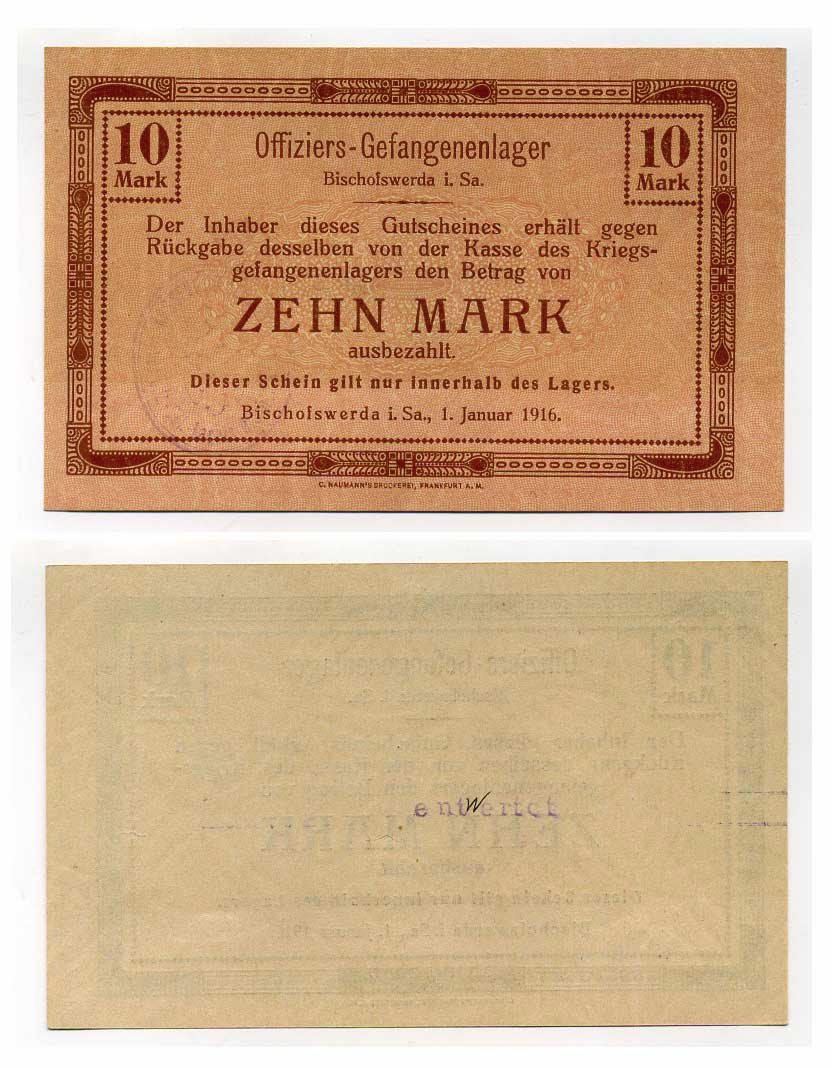 10
Mark
Offiziers-Gefangenenlager
Bischofswerda i. Sa.
10
Mark
Der Inhaber dieses Gutscheines erhält gegen
Rückgabe desselben von der Kasse des Kriegs-
gefangenenlagers den Betrag von
ZEHN MARK
ausbezahlt.
Dieser Schein gilt nur innerhalb des Lagers.
Bischofswerda i. Sa., 1. Januar 1916.
C. NAUMANN'S DRUCKEREI, FRANKFURT A. M.
entwertet